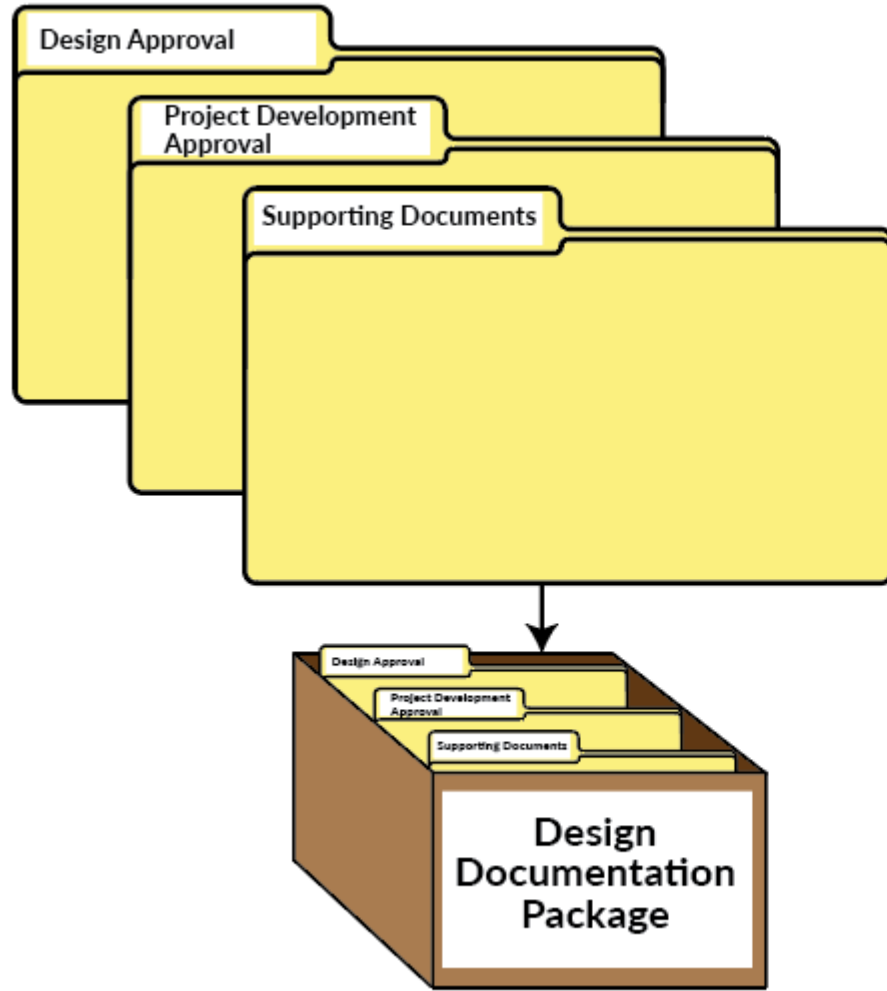 Design Approval
Project Development
Approval
Supporting Documents
Design Approval
Project Development
Approval
Supporting Documents
Design
Documentation
Package